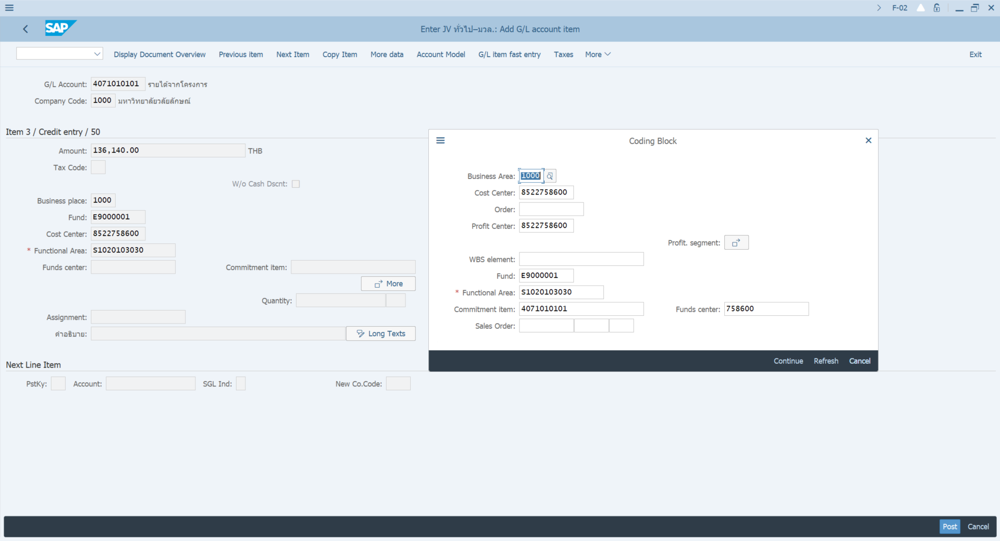 F-02
SAP
Enter JV ทั่วไป–มวล.: Add G/L account item
Display Document Overview Previous item Next Item Copy Item More data Account Model G/L item fast entry Taxes More Exit
G/L Account: 4071010101 รายได้จากโครงการ
Company Code: 1000 มหาวิทยาลัยวลัยลักษณ์
Item 3 / Credit entry / 50
Amount: 136,140.00 THB
Tax Code:
W/o Cash Dscnt:
Business place: 1000
Fund: E9000001
Cost Center: 8522758600
* Functional Area: S1020103030
Funds center: Commitment item:
More
Quantity:
Assignment:
คำอธิบาย: Long Texts
Next Line Item
PstKy: Account: SGL Ind: New Co.Code:
Coding Block
Business Area: 1000
Cost Center: 8522758600
Order:
Profit Center: 8522758600
Profit. segment:
WBS element:
Fund: E9000001
* Functional Area: S1020103030
Commitment item: 4071010101 Funds center: 758600
Sales Order:
Continue Refresh Cancel
Post Cancel